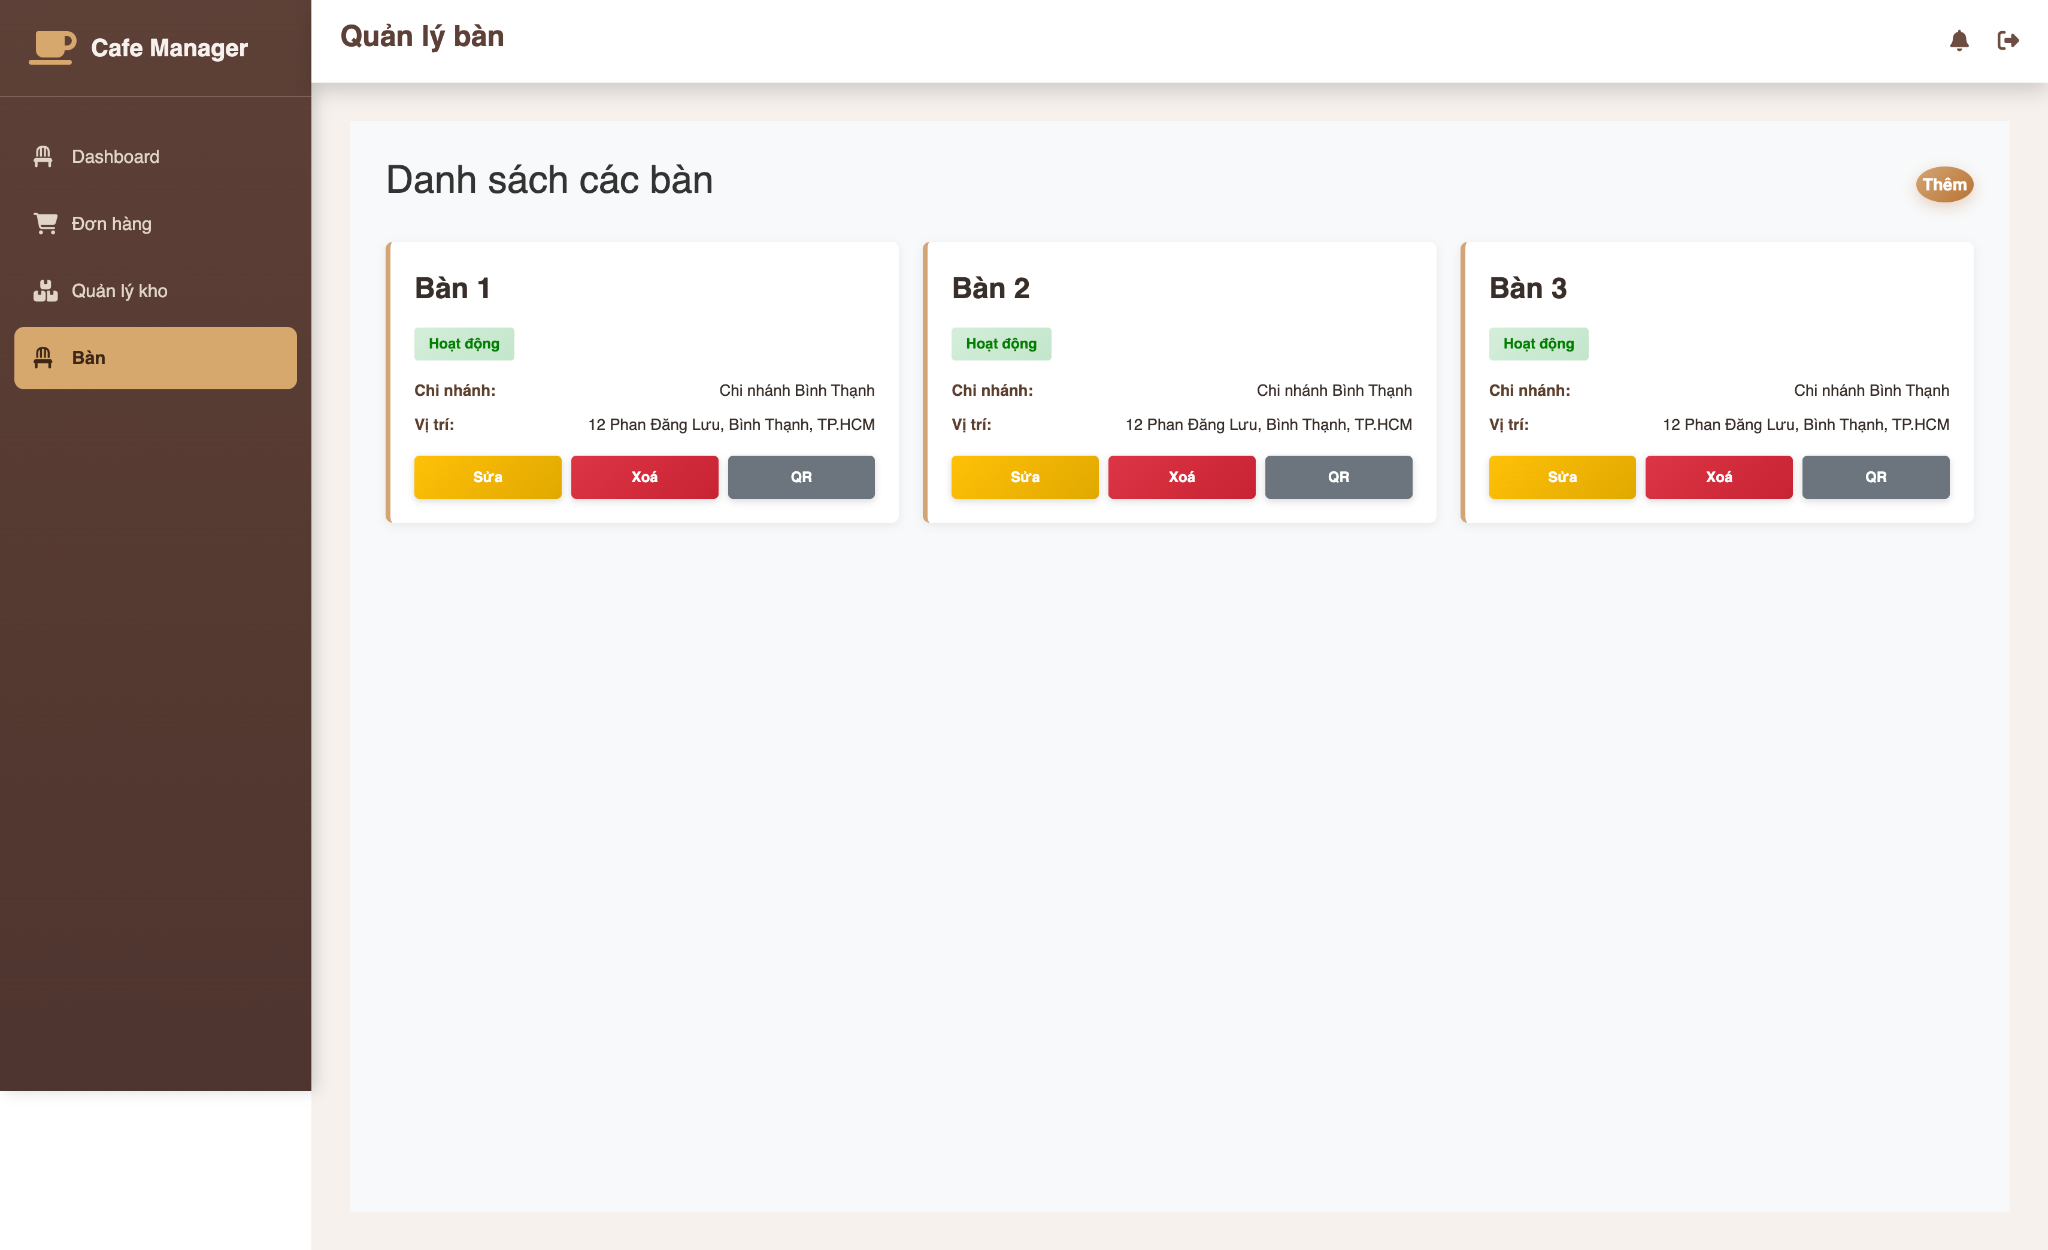 Cafe Manager
Dashboard
Đơn hàng
Quản lý kho
Bàn
Quản lý bàn
Danh sách các bàn
Thêm
Bàn 1
Hoạt động
Chi nhánh: Chi nhánh Bình Thạnh
Vị trí: 12 Phan Đăng Lưu, Bình Thạnh, TP.HCM
Sửa Xoá QR
Bàn 2
Hoạt động
Chi nhánh: Chi nhánh Bình Thạnh
Vị trí: 12 Phan Đăng Lưu, Bình Thạnh, TP.HCM
Sửa Xoá QR
Bàn 3
Hoạt động
Chi nhánh: Chi nhánh Bình Thạnh
Vị trí: 12 Phan Đăng Lưu, Bình Thạnh, TP.HCM
Sửa Xoá QR